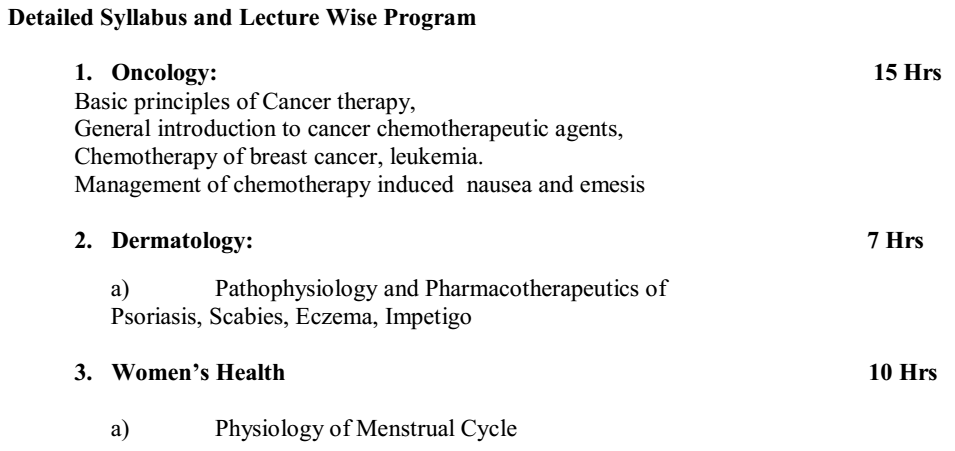 Detailed Syllabus and Lecture Wise Program
1. Oncology: 15 Hrs
Basic principles of Cancer therapy,
General introduction to cancer chemotherapeutic agents,
Chemotherapy of breast cancer, leukemia.
Management of chemotherapy induced nausea and emesis
2. Dermatology: 7 Hrs
a) Pathophysiology and Pharmacotherapeutics of
Psoriasis, Scabies, Eczema, Impetigo
3. Women’s Health 10 Hrs
a) Physiology of Menstrual Cycle